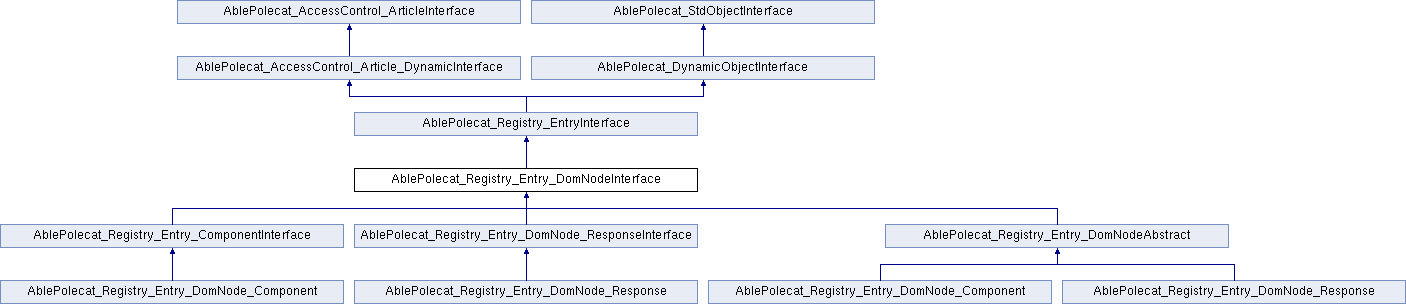 AblePolecat_AccessControl_ArticleInterface
AblePolecat_StdObjectInterface
AblePolecat_AccessControl_Article_DynamicInterface
AblePolecat_DynamicObjectInterface
AblePolecat_Registry_EntryInterface
AblePolecat_Registry_Entry_DomNodeInterface
AblePolecat_Registry_Entry_ComponentInterface
AblePolecat_Registry_Entry_DomNode_ResponseInterface
AblePolecat_Registry_Entry_DomNodeAbstract
AblePolecat_Registry_Entry_DomNode_Component
AblePolecat_Registry_Entry_DomNode_Response
AblePolecat_Registry_Entry_DomNode_Component
AblePolecat_Registry_Entry_DomNode_Response